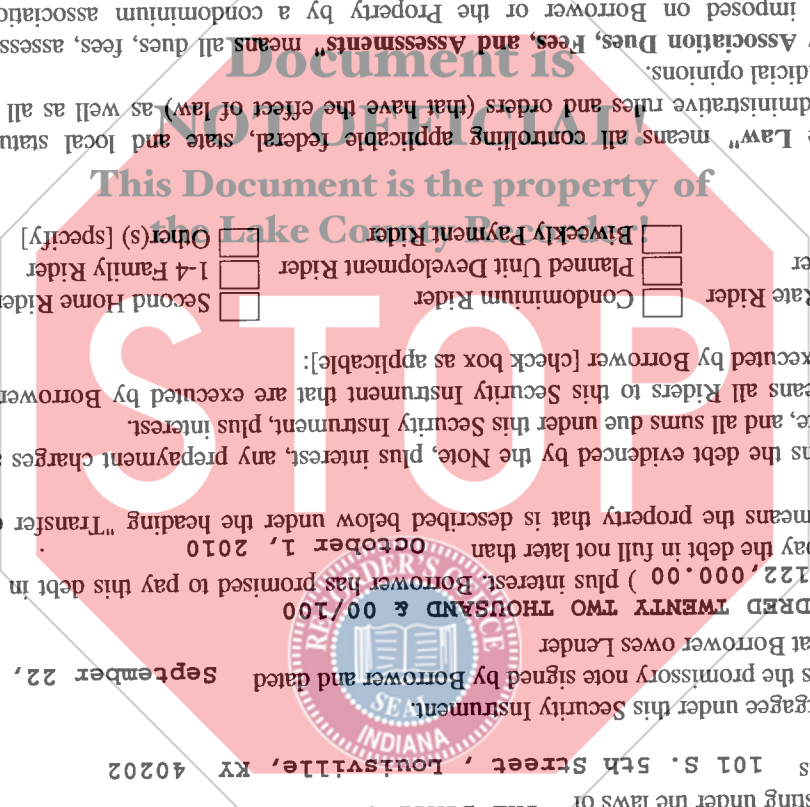 Document is
NOT OFFICIAL!
This Document is the property of
the Lake County Recorder!
STOP
RECORDER'S OFFICE
SEAL
INDIANA
sting under the laws of
s 101 S. 5th Street , Louisville, KY 40202
gagee under this Security Instrument.
s the promissory note signed by Borrower and dated September 22,
at Borrower owes Lender
DRED TWENTY TWO THOUSAND & 00/100
122,000.00 ) plus interest. Borrower has promised to pay this debt in
pay the debt in full not later than October 1, 2010 .
means the property that is described below under the heading "Transfer
ns the debt evidenced by the Note, plus interest, any prepayment charges
te, and all sums due under this Security Instrument, plus interest.
eans all Riders to this Security Instrument that are executed by Borrower
executed by Borrower [check box as applicable]:
Rate Rider Condominium Rider Second Home Rider
er Planned Unit Development Rider 1-4 Family Rider
Biweekly Payment Rider Other(s) [specify]
e Law" means all controlling applicable federal, state and local statu
dministrative rules and orders (that have the effect of law) as well as all
dicial opinions.
Association Dues, Fees, and Assessments" means all dues, fees, assess
imposed on Borrower or the Property by a condominium associatio